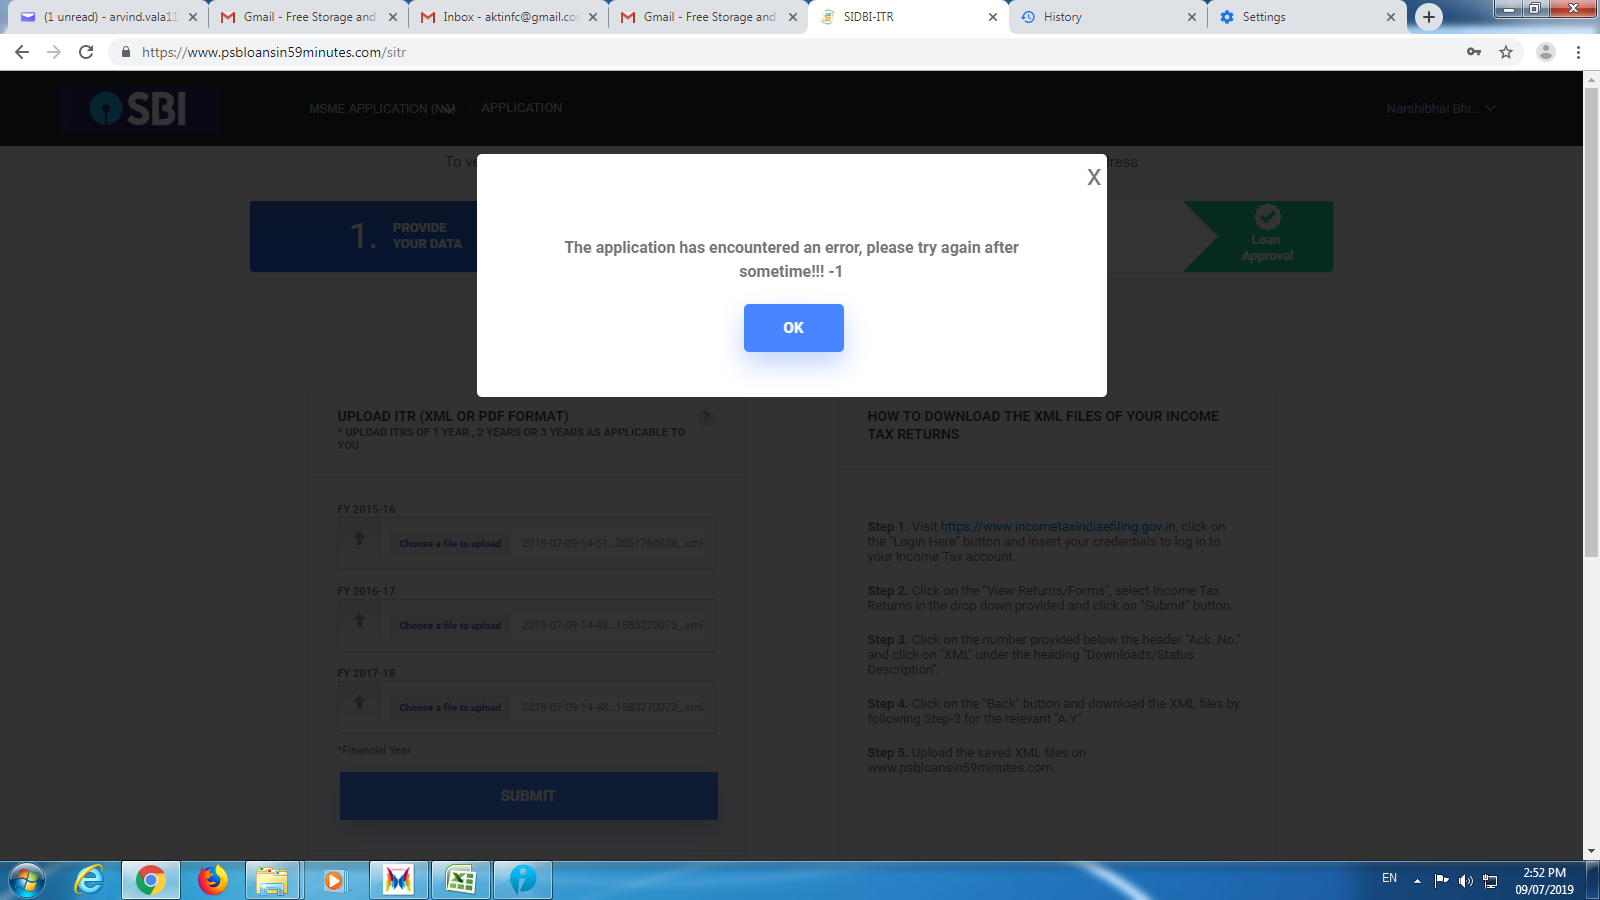 (1 unread) - arvind.vala11
Gmail - Free Storage and
Inbox - aktinfc@gmail.co
Gmail - Free Storage and
SIDBI-ITR
History
Settings
https://www.psbloansin59minutes.com/sitr
SBI
MSME APPLICATION
APPLICATION
Narshibhai Bhi...
To
ress
1.
PROVIDE
YOUR DATA
Loan
Approval
X
The application has encountered an error, please try again after
sometime!!! -1
OK
UPLOAD ITR (XML OR PDF FORMAT)
?
* UPLOAD ITRS OF 1 YEAR , 2 YEARS OR 3 YEARS AS APPLICABLE TO
YOU
FY 2015-16
Choose a file to upload
2019-07-09-14-51...2051760638_.xml
FY 2016-17
Choose a file to upload
2019-07-09-14-48...1583270073_.xml
FY 2017-18
Choose a file to upload
2019-07-09-14-48...1583270073_.xml
*Financial Year
SUBMIT
HOW TO DOWNLOAD THE XML FILES OF YOUR INCOME
TAX RETURNS
Step 1. Visit https://www.incometaxindiaefiling.gov.in, click on
the "Login Here" button and insert your credentials to log in to
your Income Tax account.
Step 2. Click on the "View Returns/Forms", select Income Tax
Returns in the drop down provided and click on "Submit" button.
Step 3. Click on the number provided below the header "Ack. No."
and click on "XML" under the heading "Downloads/Status
Description".
Step 4. Click on the "Back" button and download the XML files by
following Step-3 for the relevant "A.Y.".
Step 5. Upload the saved XML files on
www.psbloansin59minutes.com.
EN
2:52 PM
09/07/2019